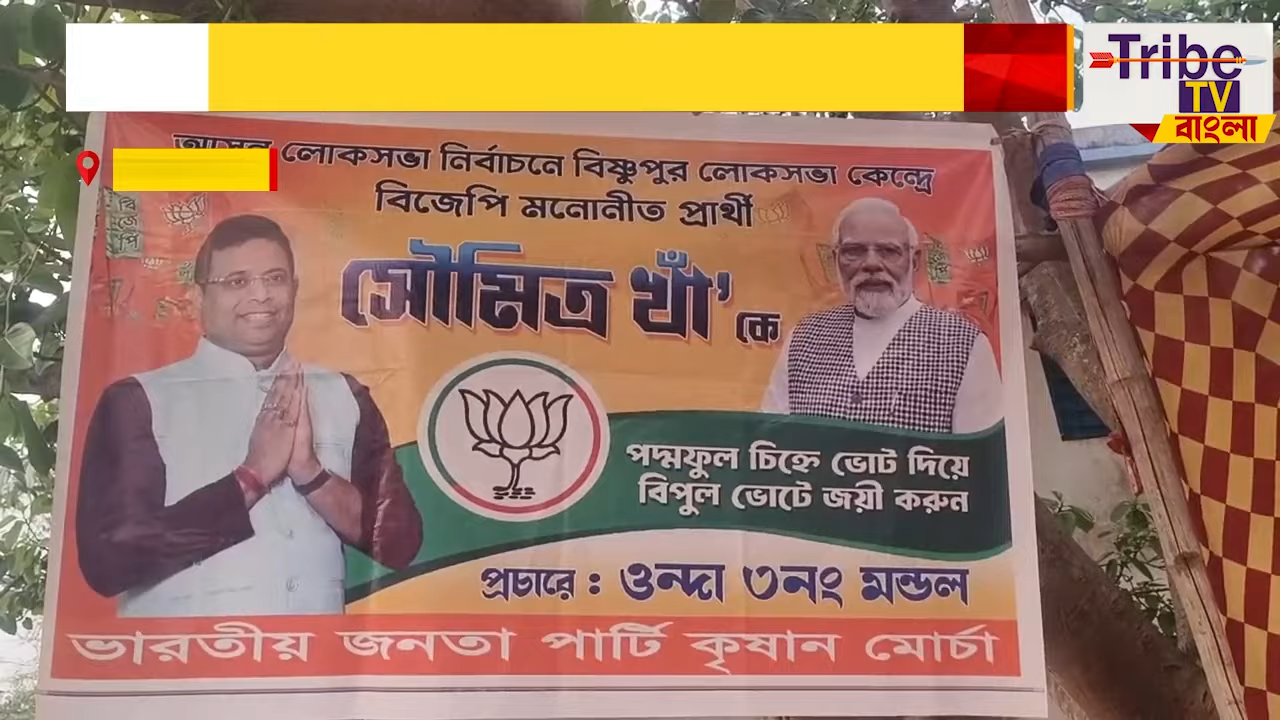 Tribe
TV
বাংলা
লোকসভা নির্বাচনে বিষ্ণুপুর লোকসভা কেন্দ্রে
বিজেপি মনোনীত প্রার্থী
সৌমিত্র খাঁ'কে
পদ্মফুল চিহ্নে ভোট দিয়ে
বিপুল ভোটে জয়ী করুন
প্রচারে : ওন্দা ৩নং মন্ডল
ভারতীয় জনতা পার্টি কৃষান মোর্চা